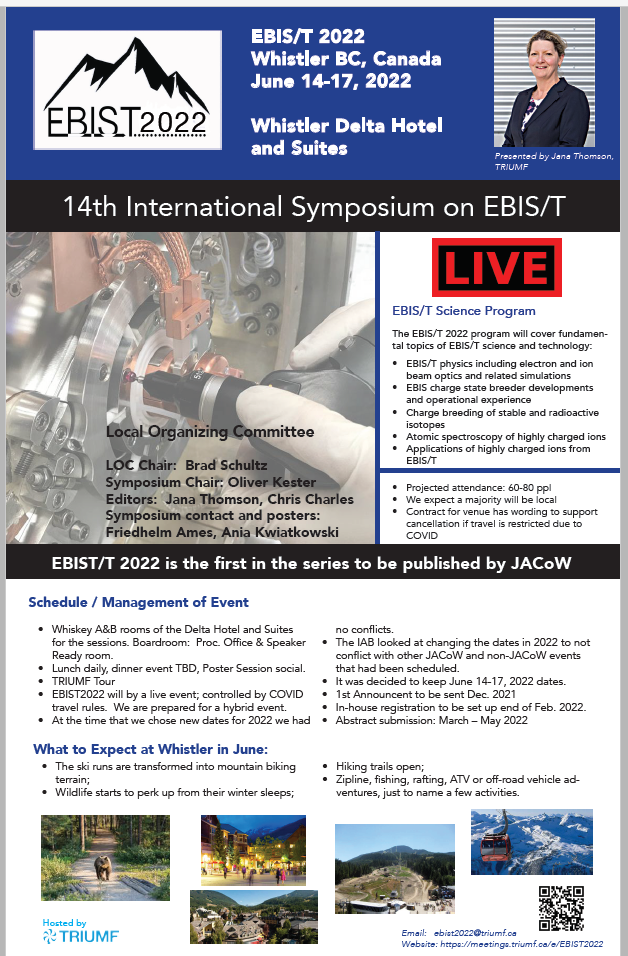 EBIST2022
EBIS/T 2022
Whistler BC, Canada
June 14-17, 2022
Whistler Delta Hotel
and Suites
Presented by Jana Thomson,
TRIUMF
14th International Symposium on EBIS/T
Local Organizing Committee
LOC Chair: Brad Schultz
Symposium Chair: Oliver Kester
Editors: Jana Thomson, Chris Charles
Symposium contact and posters:
Friedhelm Ames, Ania Kwiatkowski
LIVE
EBIS/T Science Program
The EBIS/T 2022 program will cover fundamen-
tal topics of EBIS/T science and technology:
• EBIS/T physics including electron and ion
beam optics and related simulations
• EBIS charge state breeder developments
and operational experience
• Charge breeding of stable and radioactive
isotopes
• Atomic spectroscopy of highly charged ions
• Applications of highly charged ions from
EBIS/T
• Projected attendance: 60-80 ppl
• We expect a majority will be local
• Contract for venue has wording to support
cancellation if travel is restricted due to
COVID
EBIST/T 2022 is the first in the series to be published by JACoW
Schedule / Management of Event
• Whiskey A&B rooms of the Delta Hotel and Suites
for the sessions. Boardroom: Proc. Office & Speaker
Ready room.
• Lunch daily, dinner event TBD, Poster Session social.
• TRIUMF Tour
• EBIST2022 will by a live event; controlled by COVID
travel rules. We are prepared for a hybrid event.
• At the time that we chose new dates for 2022 we had
no conflicts.
• The IAB looked at changing the dates in 2022 to not
conflict with other JACoW and non-JACoW events
that had been scheduled.
• It was decided to keep June 14-17, 2022 dates.
• 1st Announcent to be sent Dec. 2021
• In-house registration to be set up end of Feb. 2022.
• Abstract submission: March – May 2022
What to Expect at Whistler in June:
• The ski runs are transformed into mountain biking
terrain;
• Wildlife starts to perk up from their winter sleeps;
• Hiking trails open;
• Zipline, fishing, rafting, ATV or off-road vehicle ad-
ventures, just to name a few activities.
Hosted by
TRIUMF
Email: ebist2022@triumf.ca
Website: https://meetings.triumf.ca/e/EBIST2022